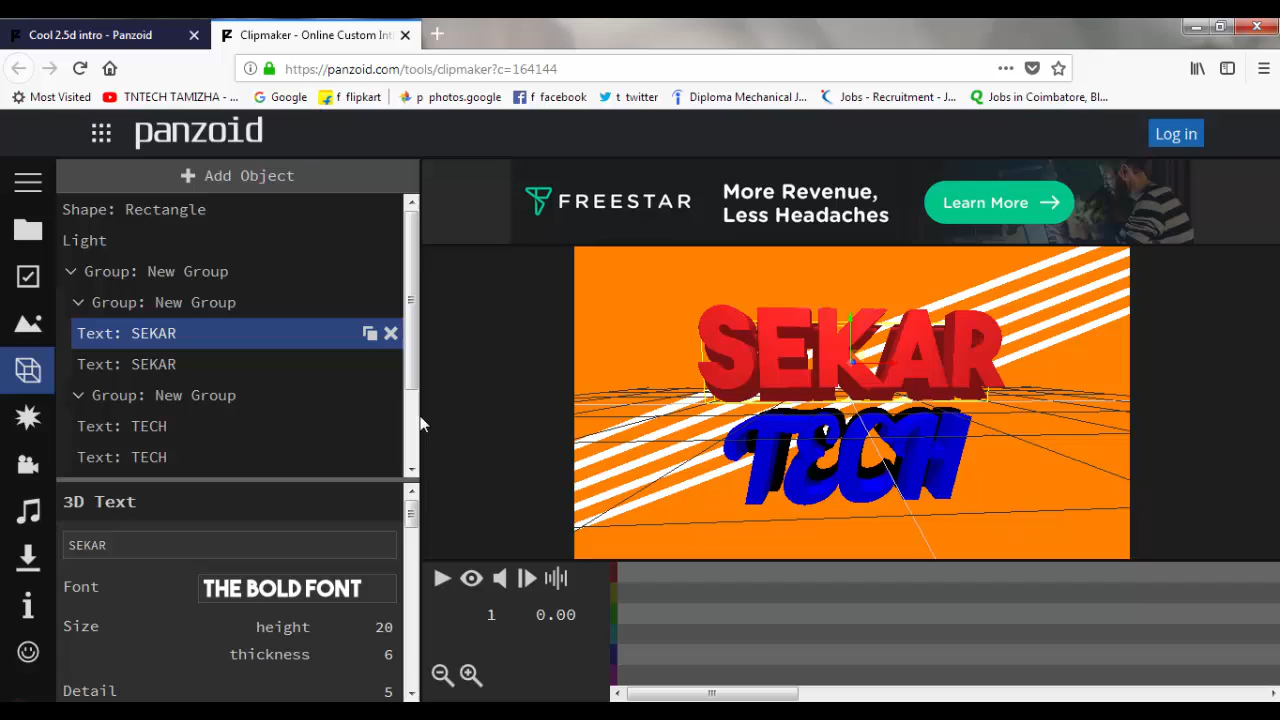 Cool 2.5d intro - Panzoid
Clipmaker - Online Custom Int
https://panzoid.com/tools/clipmaker?c=164144
Most Visited
TNTECH TAMIZHA - ...
Google
f flipkart
p photos.google
f facebook
t twitter
Diploma Mechanical J...
Jobs - Recruitment - J...
Jobs in Coimbatore, Bl...
panzoid
Log in
Add Object
Shape: Rectangle
Light
Group: New Group
Group: New Group
Text: SEKAR
Text: SEKAR
Group: New Group
Text: TECH
Text: TECH
3D Text
SEKAR
Font THE BOLD FONT
Size height 20
thickness 6
Detail 5
FREESTAR
More Revenue,
Less Headaches
Learn More
SEKAR
TECH
1 0.00